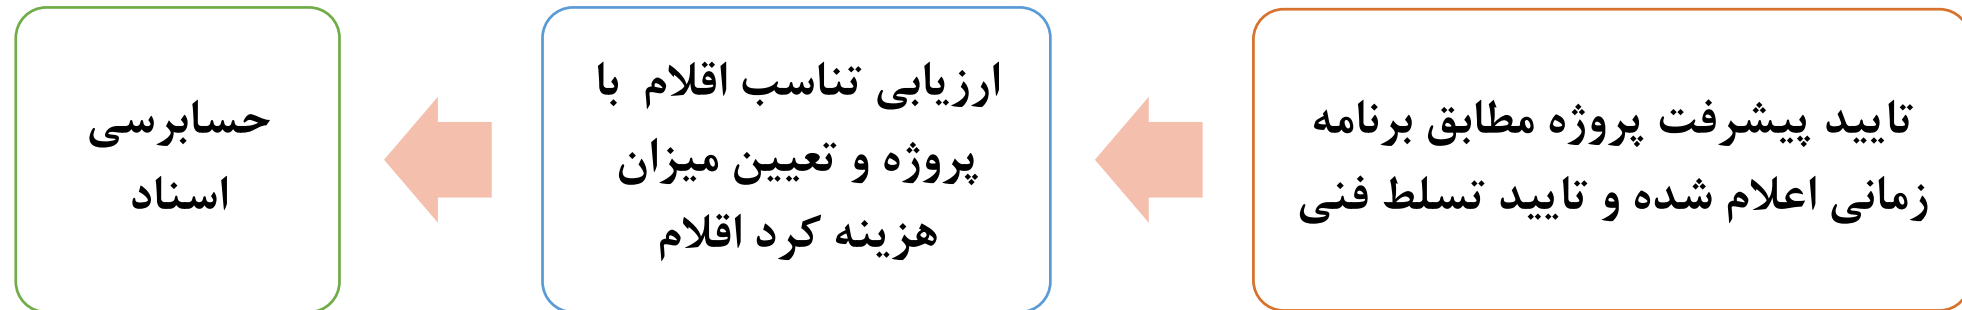 تایید پیشرفت پروژه مطابق برنامه
زمانی اعلام شده و تایید تسلط فنی
ارزیابی تناسب اقلام با
پروژه و تعیین میزان
هزینه کرد اقلام
حسابرسی
اسناد